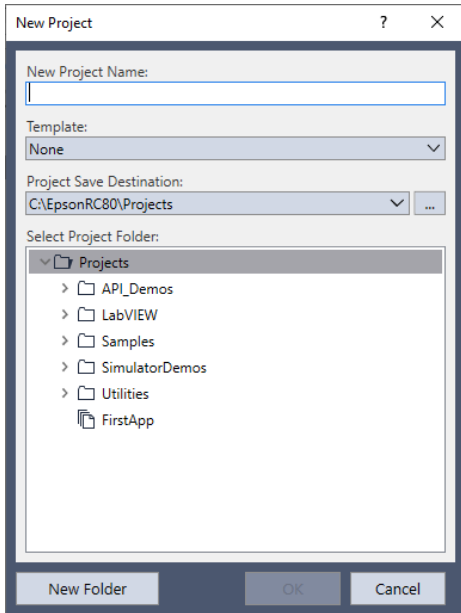 New Project
?
New Project Name:
Template:
None
Project Save Destination:
C:\EpsonRC80\Projects
...
Select Project Folder:
Projects
API_Demos
LabVIEW
Samples
SimulatorDemos
Utilities
FirstApp
New Folder
OK
Cancel